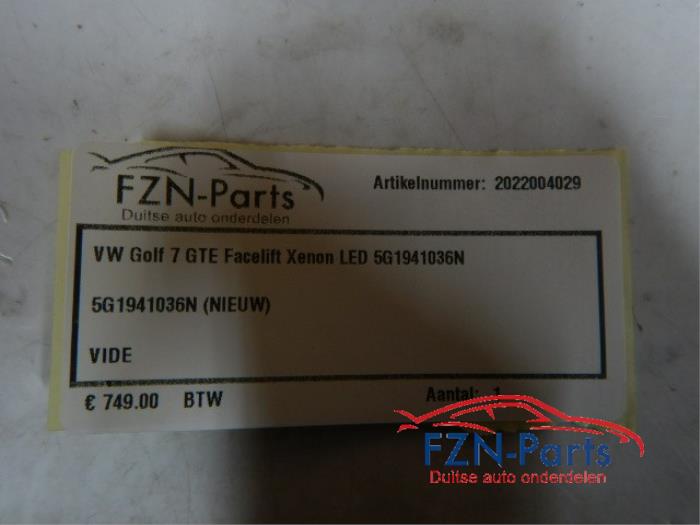 FZN-Parts
Duitse auto onderdelen
Artikelnummer: 2022004029
VW Golf 7 GTE Facelift Xenon LED 5G1941036N
5G1941036N (NIEUW)
VIDE
€ 749.00 BTW
Aantal: 1
FZN-Parts
Duitse auto onderdelen